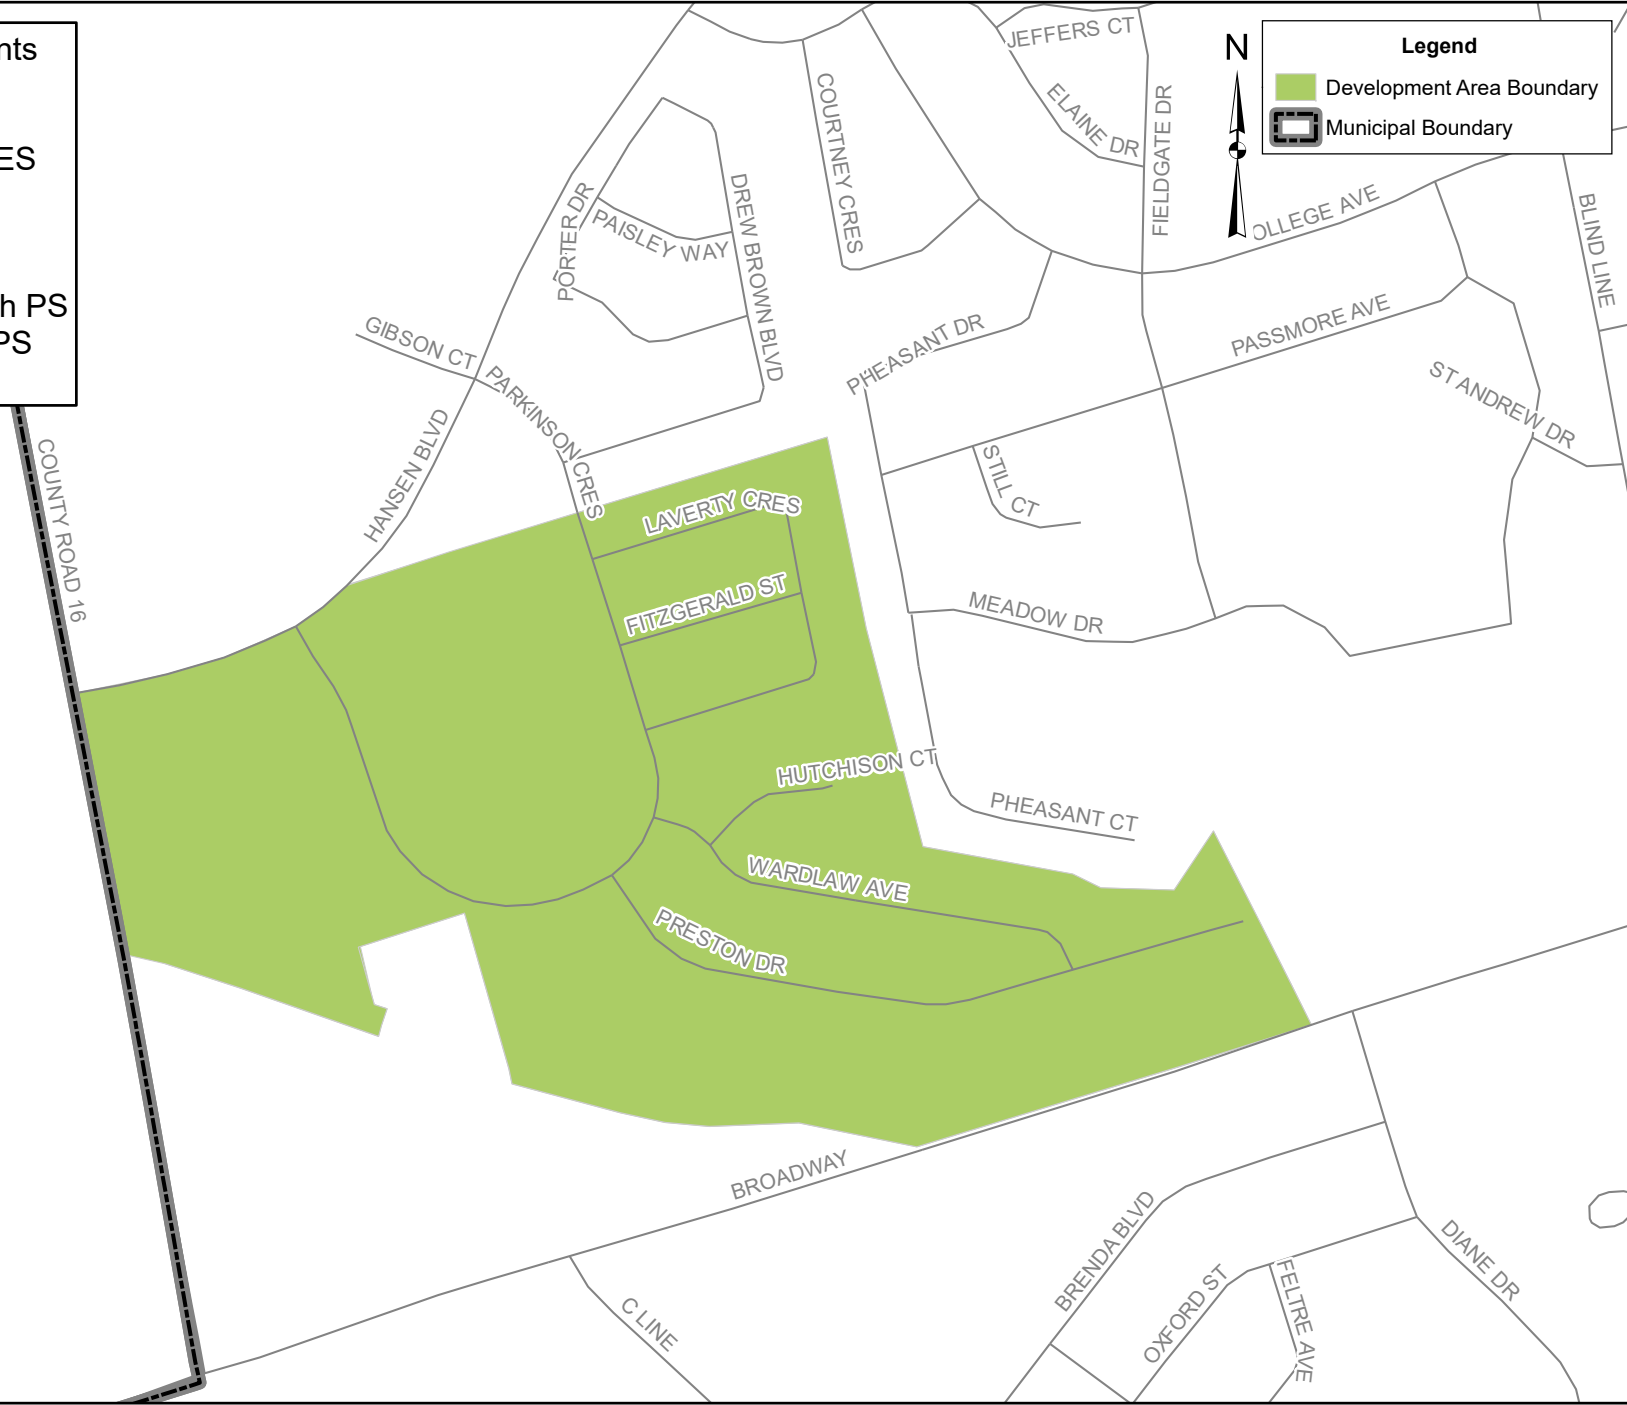 nts
ES
h PS
PS
N
Legend
Development Area Boundary
Municipal Boundary
JEFFERS CT
ELAINE DR
FIELDGATE DR
COURTNEY CRES
OLLEGE AVE
BLIND LINE
PORTER DR
PAISLEY WAY
DREW BROWN BLVD
GIBSON CT
PARKINSON CRES
PHEASANT DR
PASSMORE AVE
ST ANDREW DR
HANSEN BLVD
COUNTY ROAD 16
STILL CT
LAVERTY CRES
FITZGERALD ST
MEADOW DR
HUTCHISON CT
PHEASANT CT
WARDLAW AVE
PRESTON DR
BROADWAY
BRENDA BLVD
DIANE DR
OXFORD ST
FELTRE AVE
C LINE